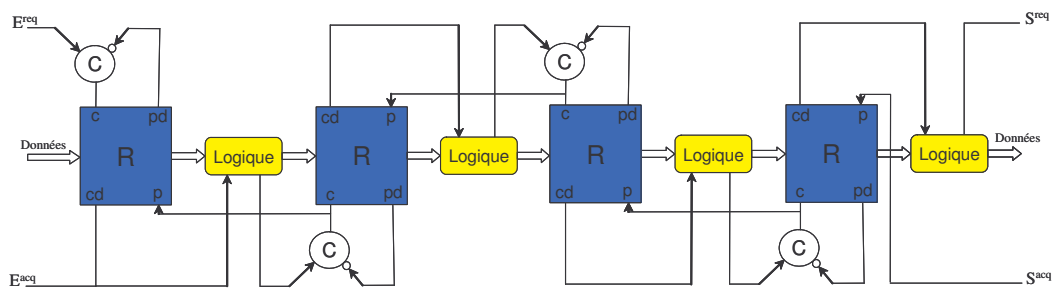 E^req
S^req
C
C
c pd
cd p
c pd
cd p
Données
R
Logique
R
Logique
R
Logique
R
Logique
Données
cd p
c pd
cd p
c pd
C
C
E^acq
S^acq